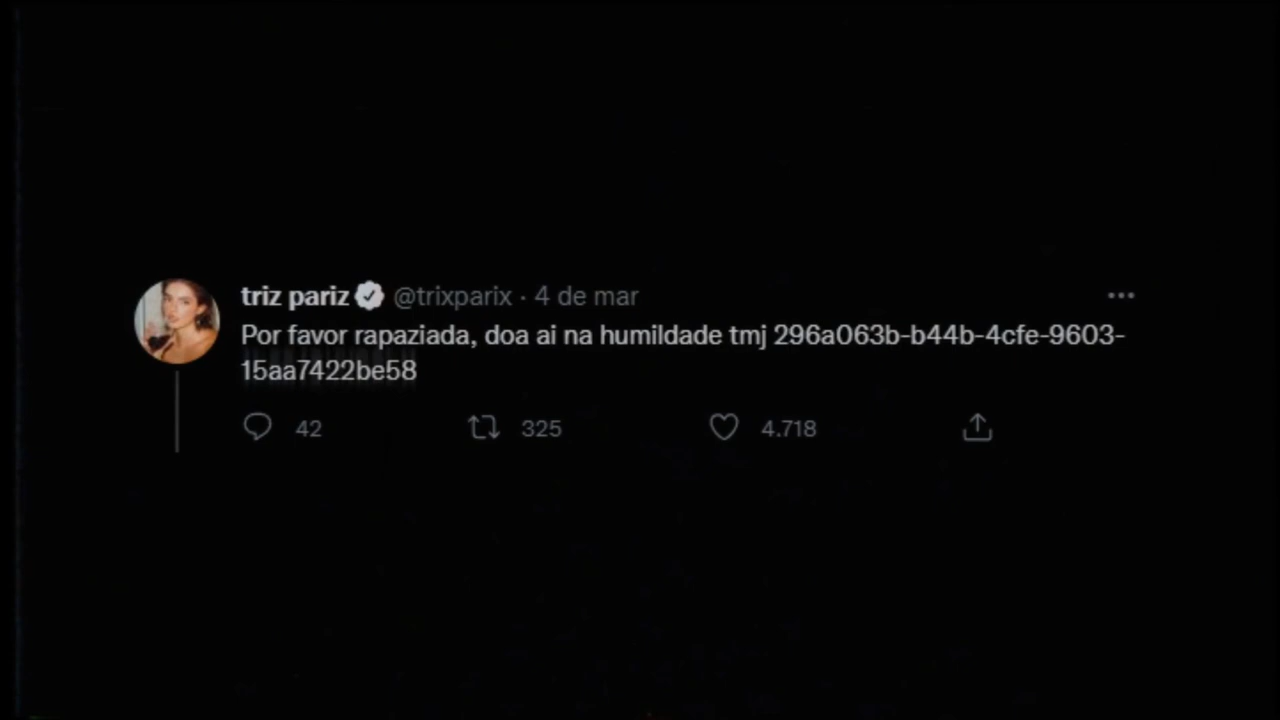 triz pariz @trixparix · 4 de mar
Por favor rapaziada, doa ai na humildade tmj 296a063b-b44b-4cfe-9603-
15aa7422be58
42 325 4.718